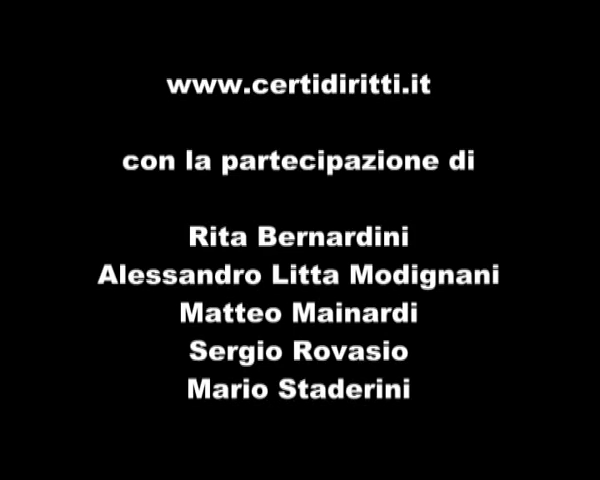 www.certidiritti.it
con la partecipazione di
Rita Bernardini
Alessandro Litta Modignani
Matteo Mainardi
Sergio Rovasio
Mario Staderini